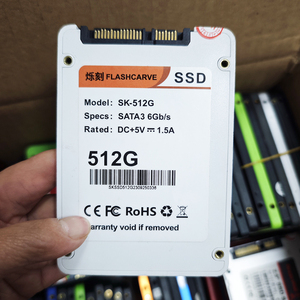 烁刻 FLASHCARVE SSD
Model: SK-512G
Specs: SATA3 6Gb/s
Rated: DC+5V⎓1.5A
512G
CE FC RoHS
warranty void if removed